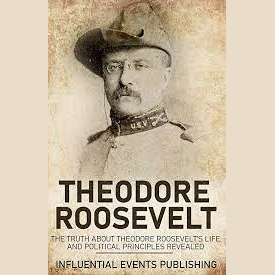 U.S.V
THEODORE
ROOSEVELT
THE TRUTH ABOUT THEODORE ROOSEVELT'S LIFE
AND POLITICAL PRINCIPLES REVEALED
INFLUENTIAL EVENTS PUBLISHING